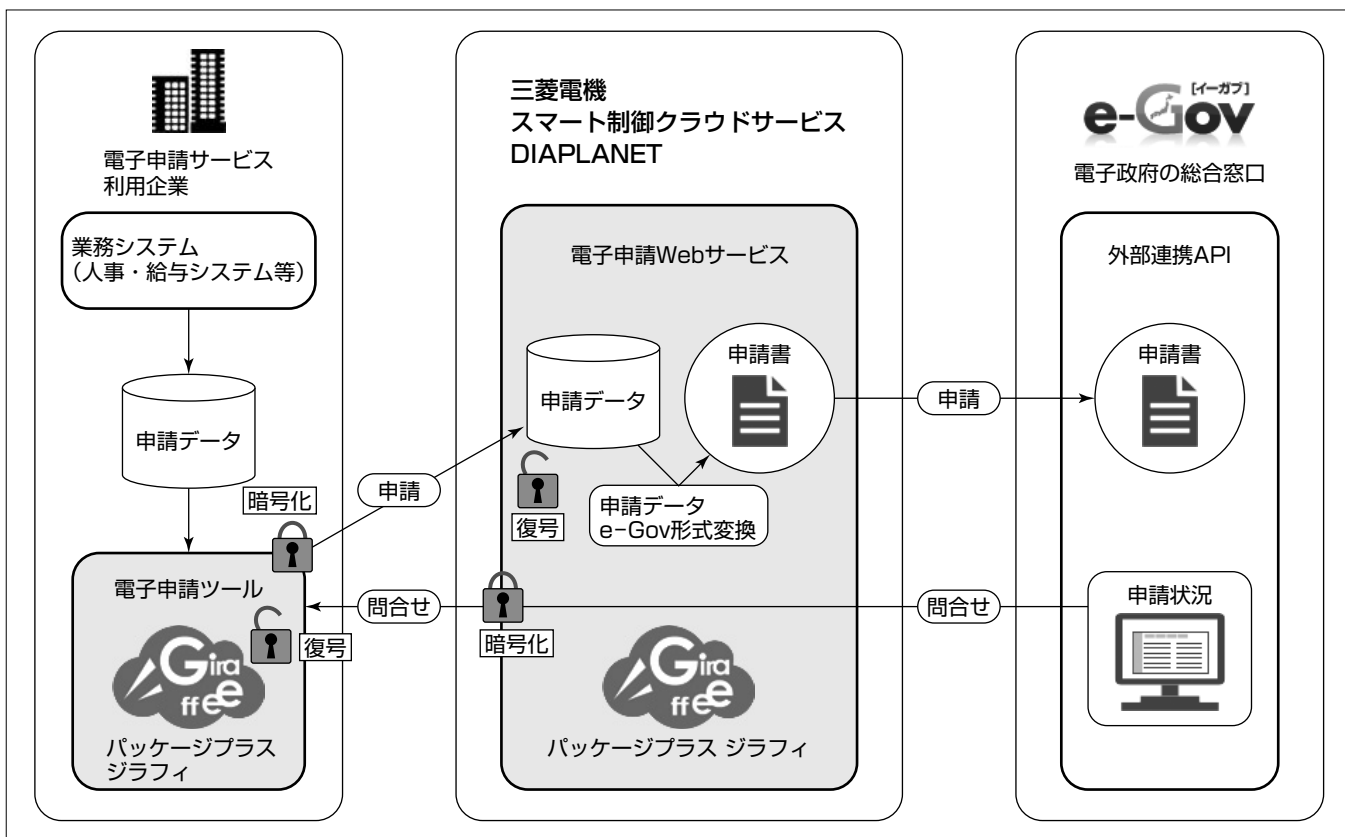 電子申請サービス
利用企業
業務システム
（人事・給与システム等）
申請データ
暗号化
電子申請ツール
復号
Giraffee
パッケージプラス
ジラフィ
申請
問合せ
三菱電機
スマート制御クラウドサービス
DIAPLANET
電子申請Webサービス
申請データ
申請書
復号
申請データ
e-Gov形式変換
暗号化
Giraffee
パッケージプラス ジラフィ
申請
問合せ
[イーガブ]
e-Gov
電子政府の総合窓口
外部連携API
申請書
申請状況